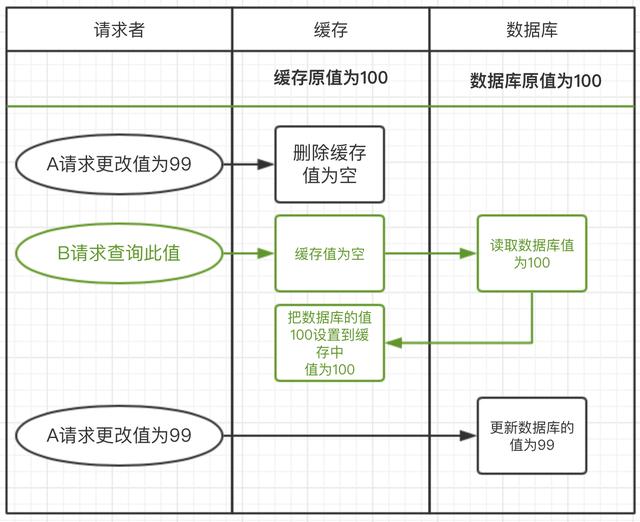 请求者
缓存
数据库
缓存原值为100
数据库原值为100
A请求更改值为99
删除缓存
值为空
B请求查询此值
缓存值为空
读取数据库值
为100
把数据库的值
100设置到缓
存中
值为100
A请求更改值为99
更新数据库的
值为99